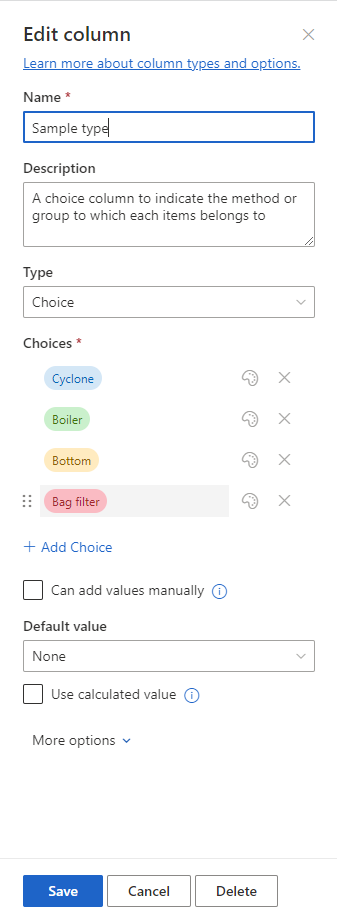 Edit column
Learn more about column types and options.
Name *
Sample type
Description
A choice column to indicate the method or
group to which each items belongs to
Type
Choice
Choices *
Cyclone
Boiler
Bottom
Bag filter
+ Add Choice
Can add values manually
Default value
None
Use calculated value
More options
Save Cancel Delete